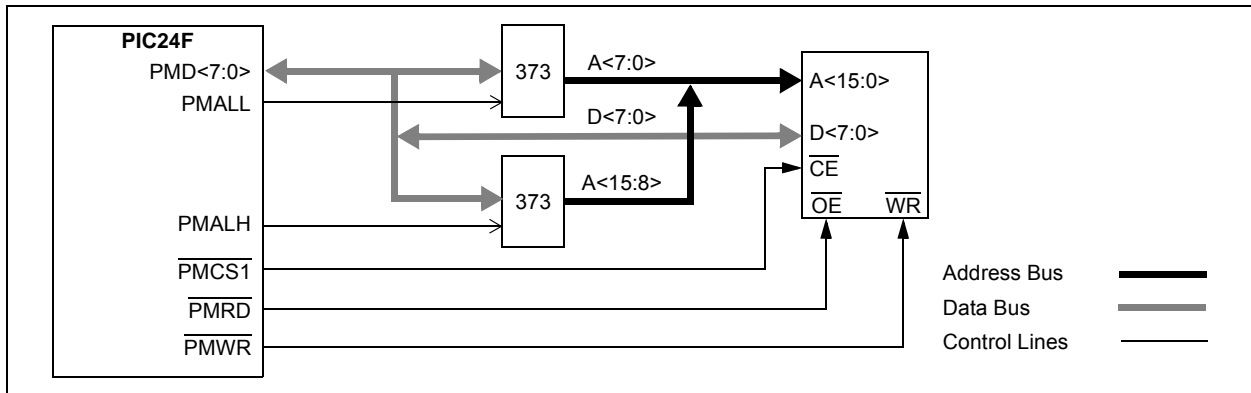 PIC24F
PMD<7:0>
PMALL
PMALH
PMCS1
PMRD
PMWR
373
A<7:0>
D<7:0>
373
A<15:8>
A<15:0>
D<7:0>
CE
OE WR
Address Bus
Data Bus
Control Lines